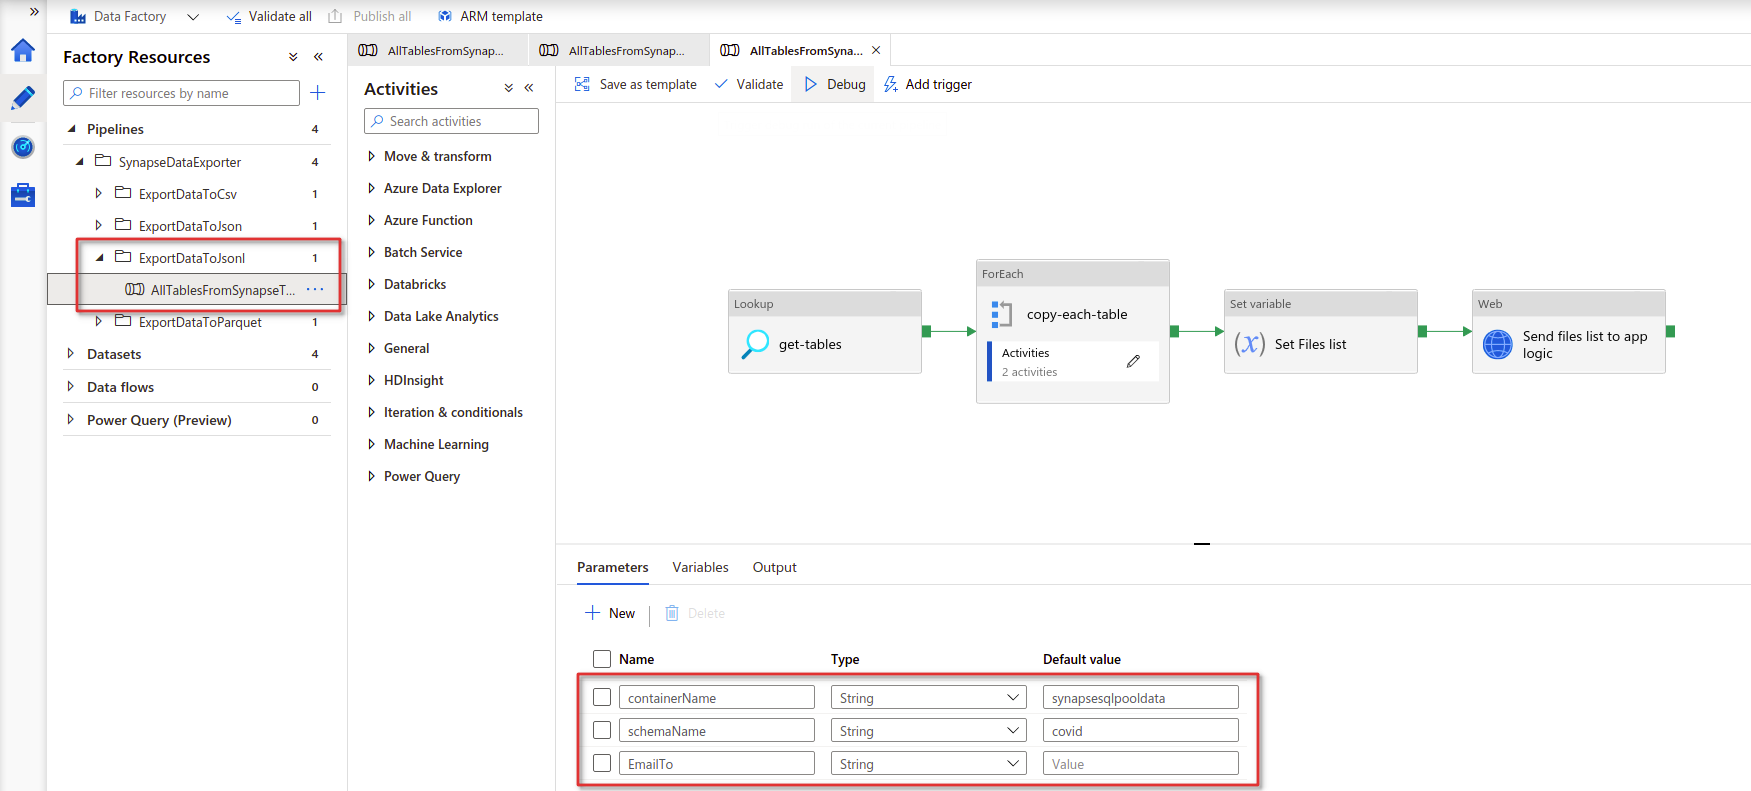 »
Data Factory
Validate all
Publish all
ARM template
Factory Resources
Filter resources by name
Pipelines 4
SynapseDataExporter 4
ExportDataToCsv 1
ExportDataToJson 1
ExportDataToJsonl 1
AllTablesFromSynapseT... ...
ExportDataToParquet 1
Datasets 4
Data flows 0
Power Query (Preview) 0
AllTablesFromSynap...
AllTablesFromSynap...
AllTablesFromSyna...
Activities
Search activities
Move & transform
Azure Data Explorer
Azure Function
Batch Service
Databricks
Data Lake Analytics
General
HDInsight
Iteration & conditionals
Machine Learning
Power Query
Save as template
Validate
Debug
Add trigger
Lookup
get-tables
ForEach
copy-each-table
Activities
2 activities
Set variable
(x)
Set Files list
Web
Send files list to app
logic
Parameters
Variables
Output
New
Delete
Name Type Default value
containerName String synapsesqlpooldata
schemaName String covid
EmailTo String Value